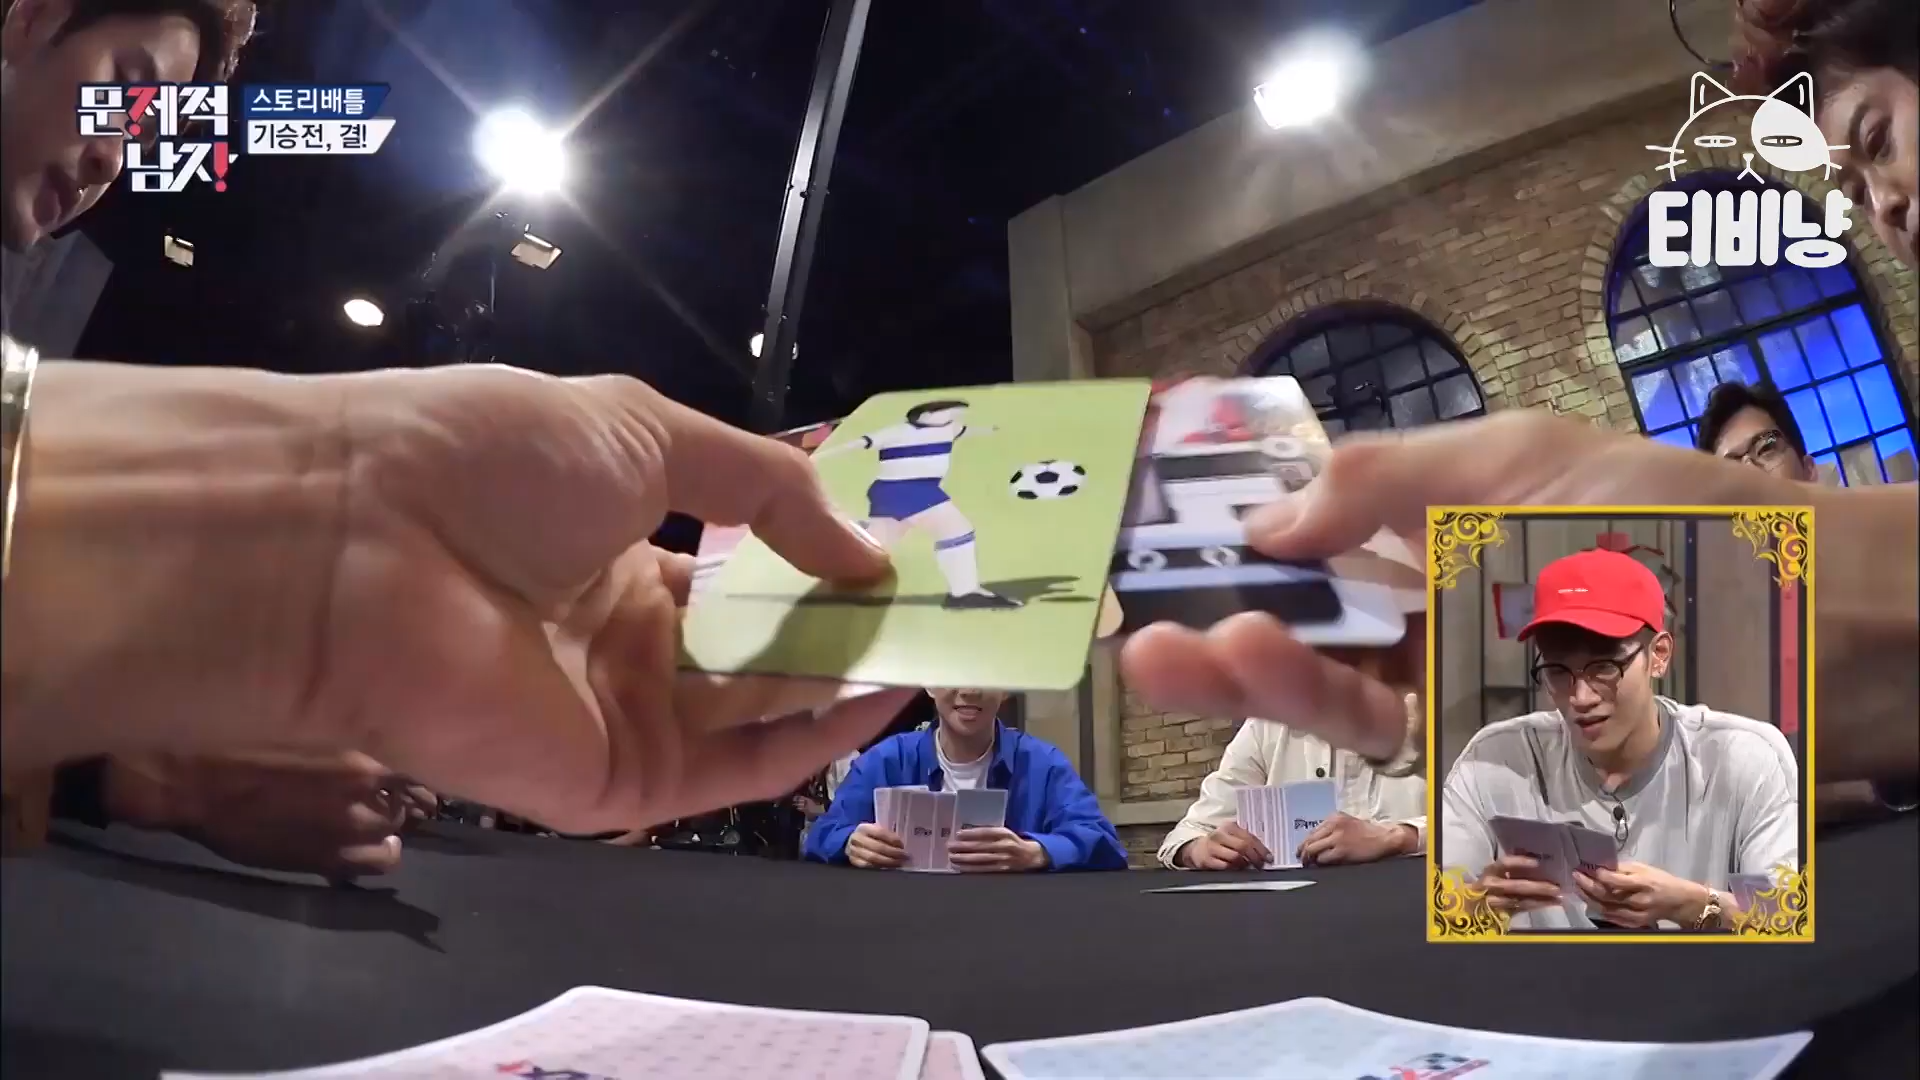 문제적
남자
스토리배틀
기승전, 결!
티비냥